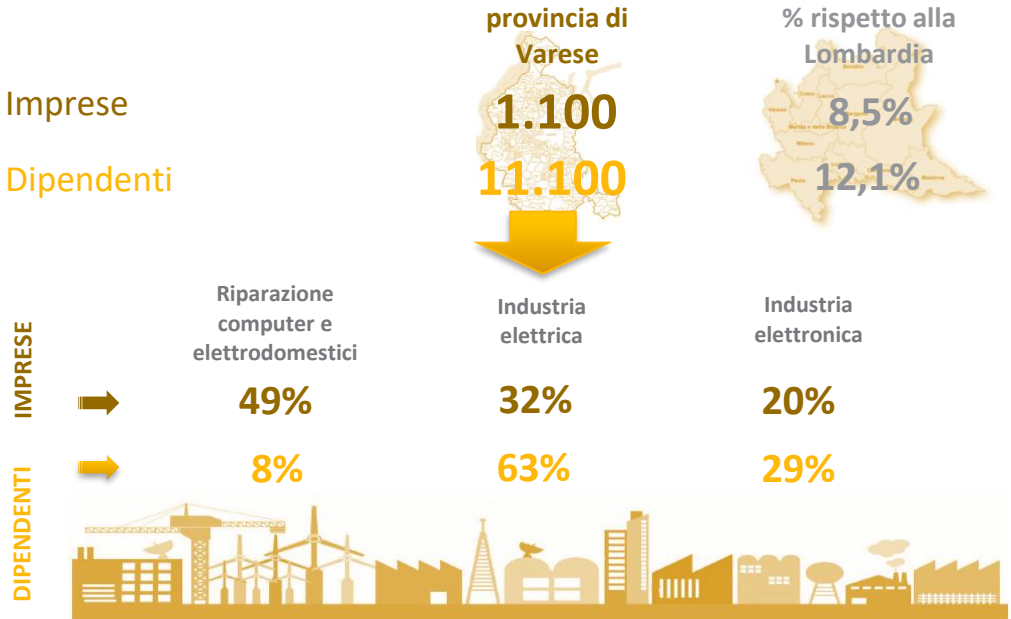 provincia di
Varese
% rispetto alla
Lombardia
Imprese
1.100
8,5%
Dipendenti
11.100
12,1%
Riparazione
computer e
elettrodomestici
Industria
elettrica
Industria
elettronica
IMPRESE
49%
32%
20%
DIPENDENTI
8%
63%
29%